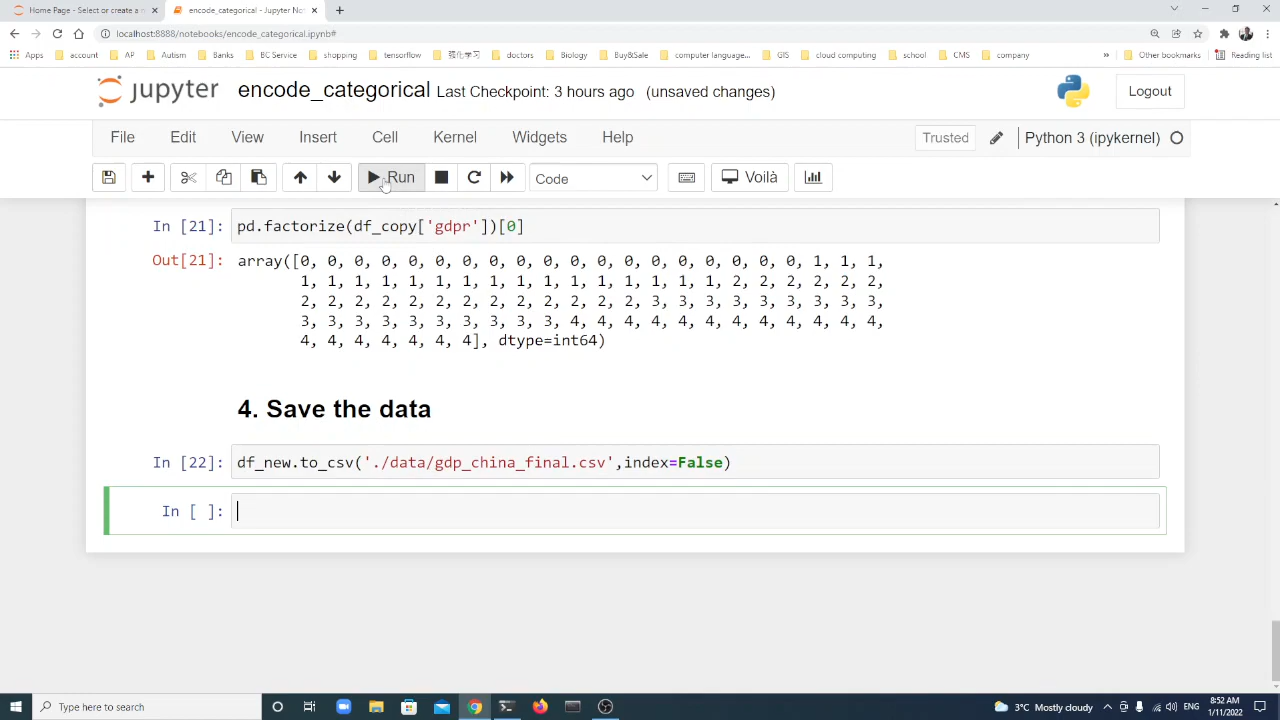 Home Page - Select or create a n
encode_categorical - Jupyter Not
localhost:8888/notebooks/encode_categorical.ipynb#
Apps account AP Autism Banks BC Service shopping tensorflow 强化学习 doctors Biology Buy&Sale computer language... GIS cloud computing school CMS company » Other bookmarks Reading list
jupyter encode_categorical Last Checkpoint: 3 hours ago (unsaved changes) Logout
File Edit View Insert Cell Kernel Widgets Help Trusted Python 3 (ipykernel)
Run Code Voilà
In [21]: pd.factorize(df_copy['gdpr'])[0]
Out[21]: array([0, 0, 0, 0, 0, 0, 0, 0, 0, 0, 0, 0, 0, 0, 0, 0, 0, 0, 0, 1, 1, 1,
1, 1, 1, 1, 1, 1, 1, 1, 1, 1, 1, 1, 1, 1, 1, 1, 2, 2, 2, 2, 2, 2,
2, 2, 2, 2, 2, 2, 2, 2, 2, 2, 2, 2, 2, 3, 3, 3, 3, 3, 3, 3, 3, 3,
3, 3, 3, 3, 3, 3, 3, 3, 3, 3, 4, 4, 4, 4, 4, 4, 4, 4, 4, 4, 4, 4,
4, 4, 4, 4, 4, 4, 4], dtype=int64)
4. Save the data
In [22]: df_new.to_csv('./data/gdp_china_final.csv',index=False)
In [ ]:
Type here to search
3°C Mostly cloudy ENG
8:52 AM
1/11/2022